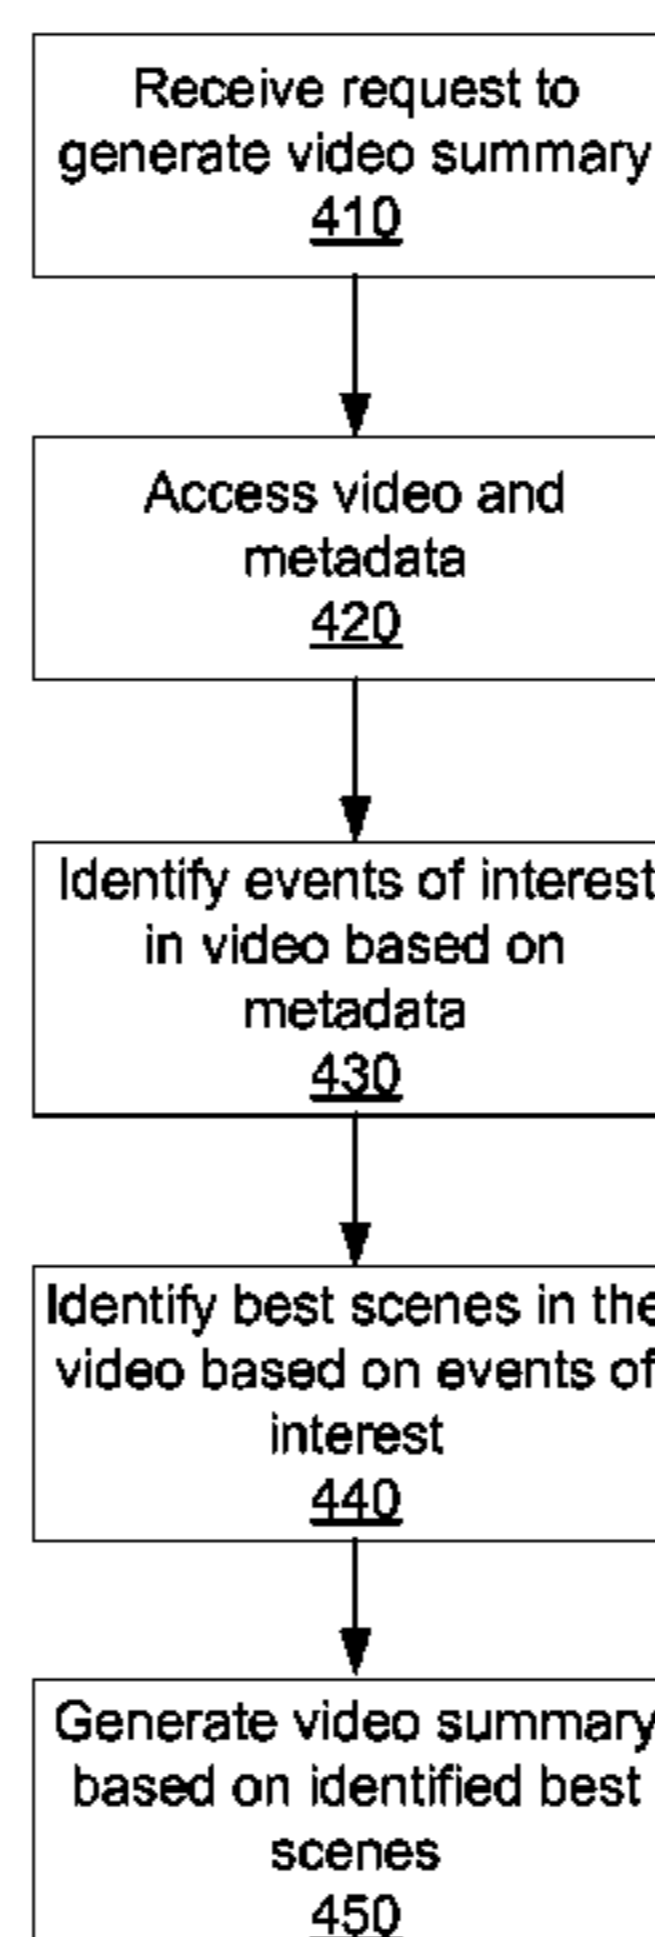 Receive request to
generate video summary
410
Access video and
metadata
420
Identify events of interest
in video based on
metadata
430
Identify best scenes in the
video based on events of
interest
440
Generate video summary
based on identified best
scenes
450